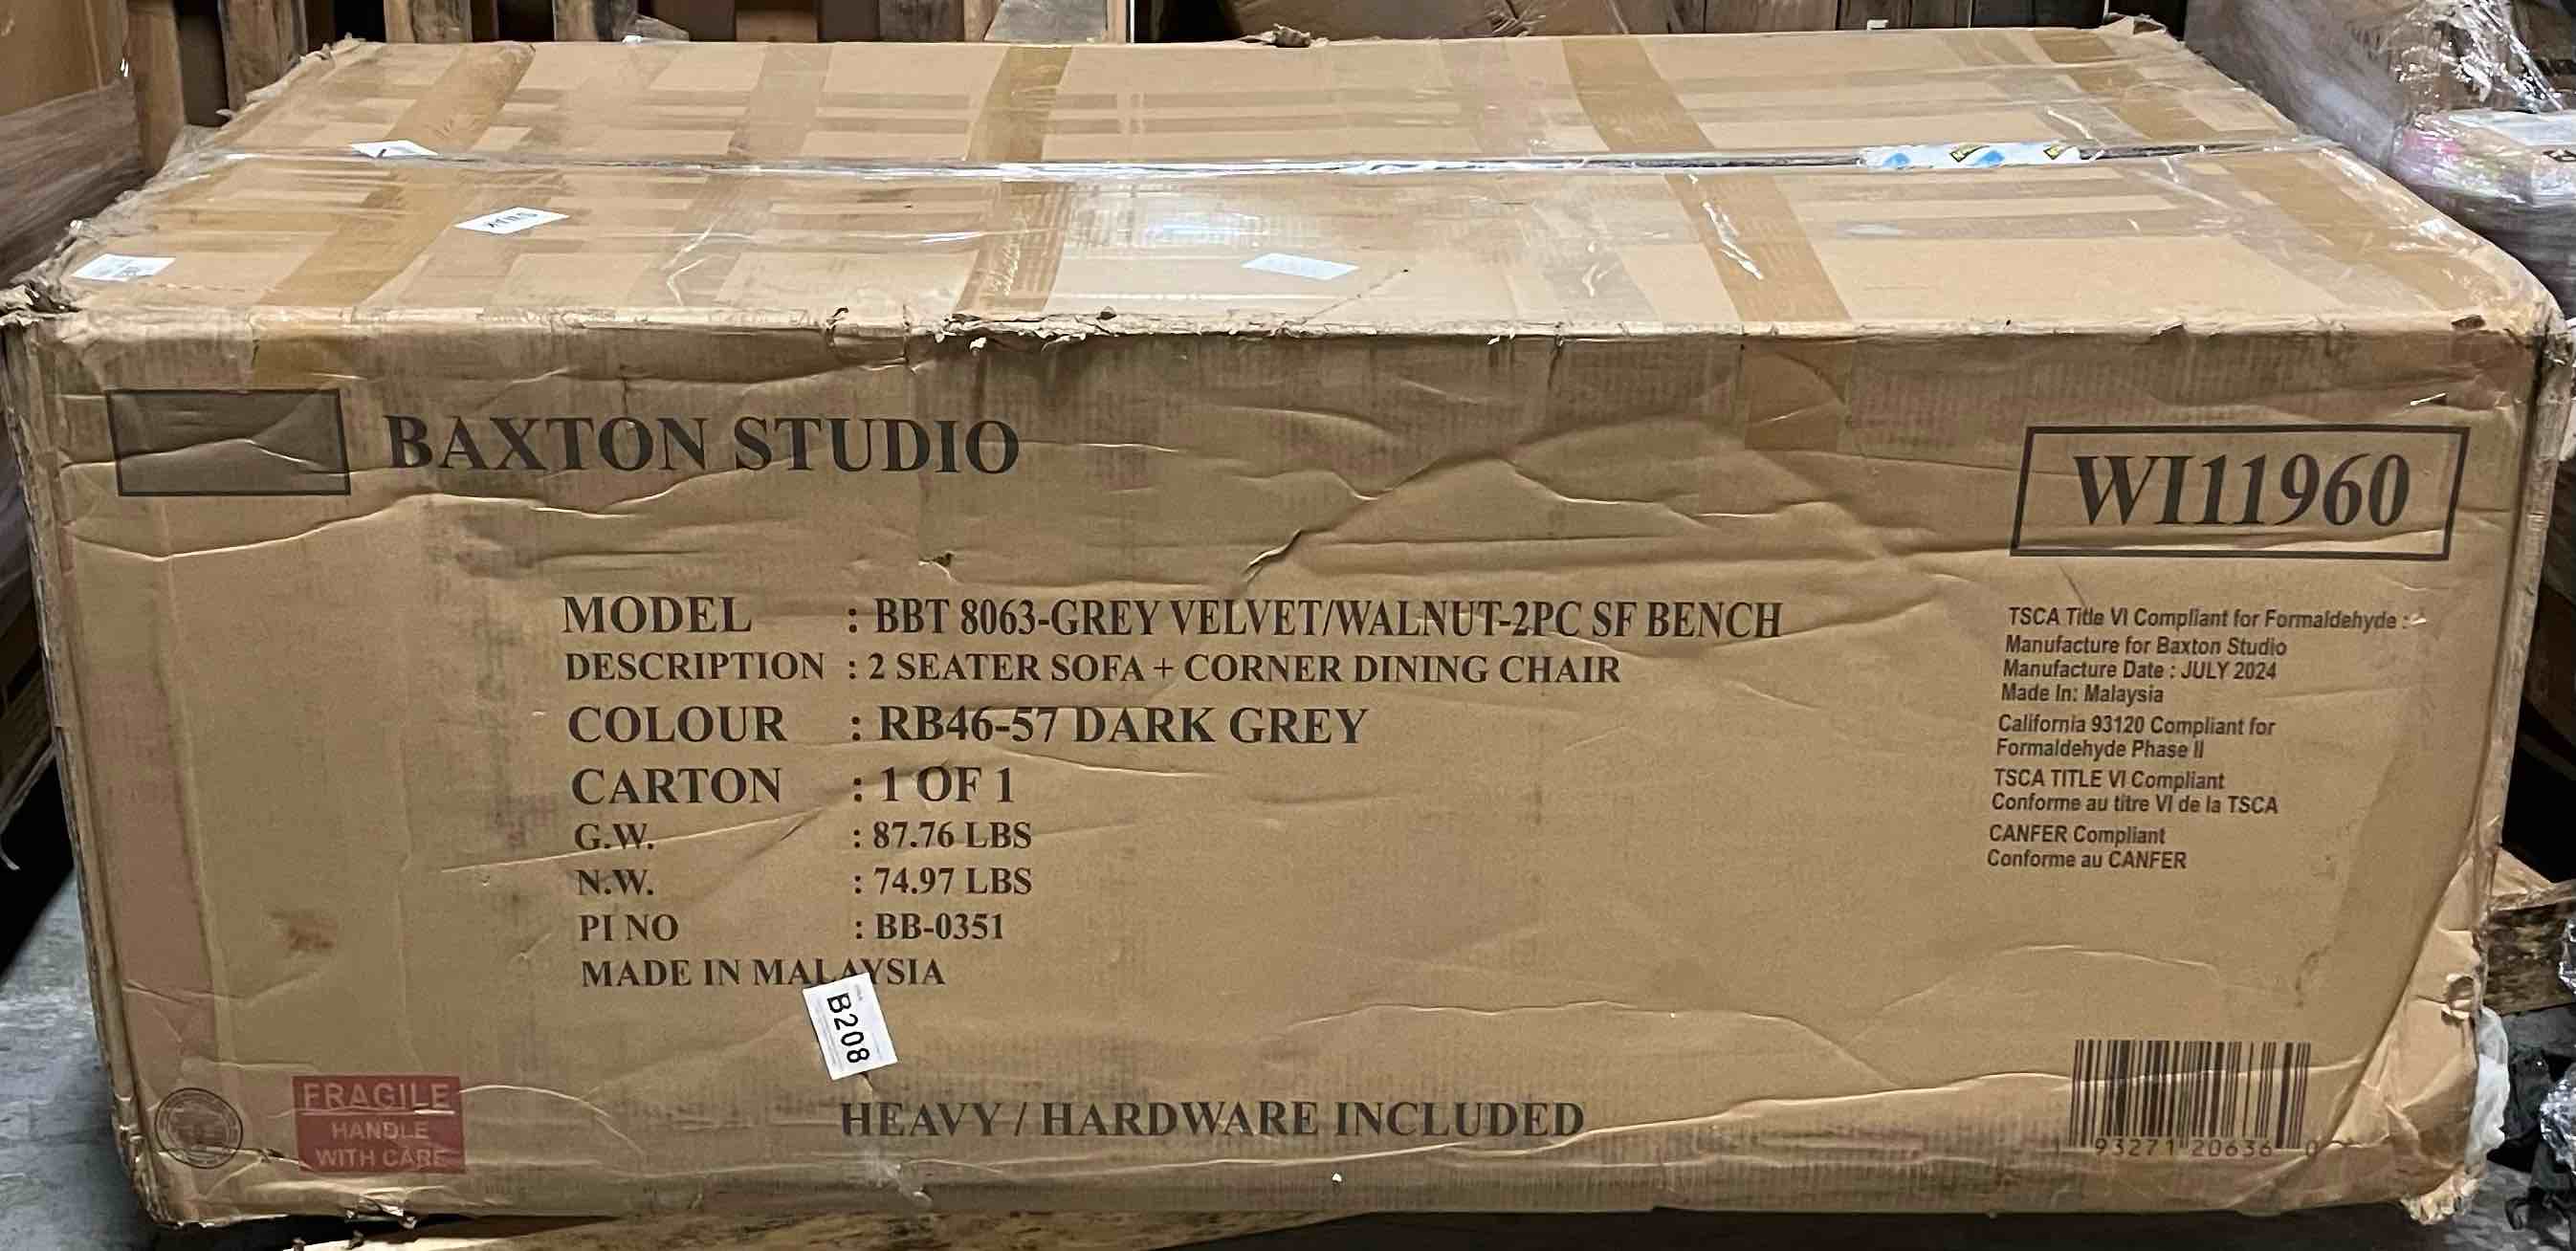 BAXTON STUDIO
WI11960
MODEL : BBT 8063-GREY VELVET/WALNUT-2PC SF BENCH
DESCRIPTION : 2 SEATER SOFA + CORNER DINING CHAIR
COLOUR : RB46-57 DARK GREY
CARTON : 1 OF 1
G.W. : 87.76 LBS
N.W. : 74.97 LBS
PI NO : BB-0351
MADE IN MALAYSIA
TSCA Title VI Compliant for Formaldehyde :
Manufacture for Baxton Studio
Manufacture Date : JULY 2024
Made In: Malaysia
California 93120 Compliant for
Formaldehyde Phase II
TSCA TITLE VI Compliant
Conforme au titre VI de la TSCA
CANFER Compliant
Conforme au CANFER
B208
FRAGILE
HANDLE
WITH CARE
HEAVY / HARDWARE INCLUDED
93271 20636